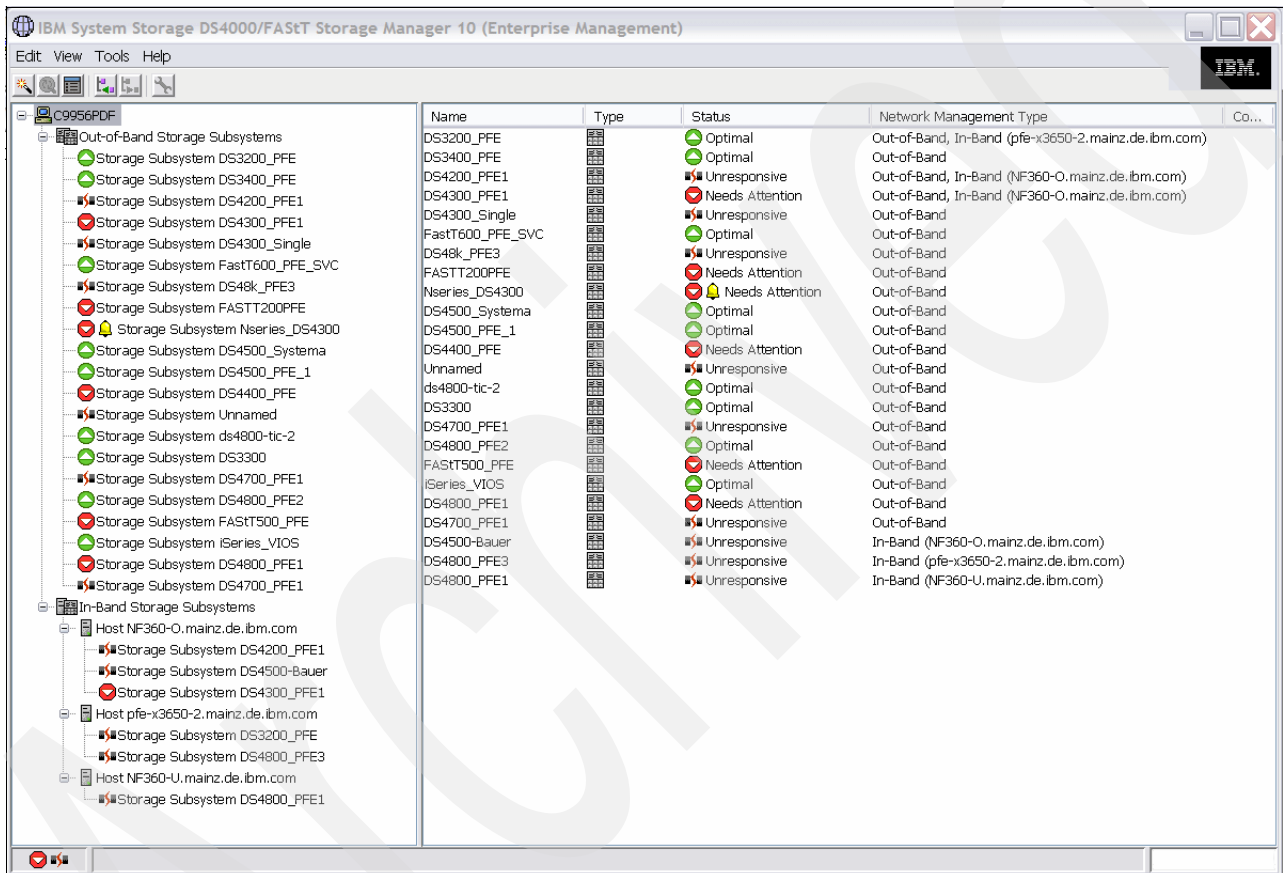 IBM System Storage DS4000/FAStT Storage Manager 10 (Enterprise Management)
Edit View Tools Help
IBM.
C9956PDF
Out-of-Band Storage Subsystems
Storage Subsystem DS3200_PFE
Storage Subsystem DS3400_PFE
Storage Subsystem DS4200_PFE1
Storage Subsystem DS4300_PFE1
Storage Subsystem DS4300_Single
Storage Subsystem FastT600_PFE_SVC
Storage Subsystem DS48k_PFE3
Storage Subsystem FASTT200PFE
Storage Subsystem Nseries_DS4300
Storage Subsystem DS4500_Systema
Storage Subsystem DS4500_PFE_1
Storage Subsystem DS4400_PFE
Storage Subsystem Unnamed
Storage Subsystem ds4800-tic-2
Storage Subsystem DS3300
Storage Subsystem DS4700_PFE1
Storage Subsystem DS4800_PFE2
Storage Subsystem FAStT500_PFE
Storage Subsystem iSeries_VIOS
Storage Subsystem DS4800_PFE1
Storage Subsystem DS4700_PFE1
In-Band Storage Subsystems
Host NF360-O.mainz.de.ibm.com
Storage Subsystem DS4200_PFE1
Storage Subsystem DS4500-Bauer
Storage Subsystem DS4300_PFE1
Host pfe-x3650-2.mainz.de.ibm.com
Storage Subsystem DS3200_PFE
Storage Subsystem DS4800_PFE3
Host NF360-U.mainz.de.ibm.com
Storage Subsystem DS4800_PFE1
Name Type Status Network Management Type Co...
DS3200_PFE Optimal Out-of-Band, In-Band (pfe-x3650-2.mainz.de.ibm.com)
DS3400_PFE Optimal Out-of-Band
DS4200_PFE1 Unresponsive Out-of-Band, In-Band (NF360-O.mainz.de.ibm.com)
DS4300_PFE1 Needs Attention Out-of-Band, In-Band (NF360-O.mainz.de.ibm.com)
DS4300_Single Unresponsive Out-of-Band
FastT600_PFE_SVC Optimal Out-of-Band
DS48k_PFE3 Unresponsive Out-of-Band
FASTT200PFE Needs Attention Out-of-Band
Nseries_DS4300 Needs Attention Out-of-Band
DS4500_Systema Optimal Out-of-Band
DS4500_PFE_1 Optimal Out-of-Band
DS4400_PFE Needs Attention Out-of-Band
Unnamed Unresponsive Out-of-Band
ds4800-tic-2 Optimal Out-of-Band
DS3300 Optimal Out-of-Band
DS4700_PFE1 Unresponsive Out-of-Band
DS4800_PFE2 Optimal Out-of-Band
FAStT500_PFE Needs Attention Out-of-Band
iSeries_VIOS Optimal Out-of-Band
DS4800_PFE1 Needs Attention Out-of-Band
DS4700_PFE1 Unresponsive Out-of-Band
DS4500-Bauer Unresponsive In-Band (NF360-O.mainz.de.ibm.com)
DS4800_PFE3 Unresponsive In-Band (pfe-x3650-2.mainz.de.ibm.com)
DS4800_PFE1 Unresponsive In-Band (NF360-U.mainz.de.ibm.com)